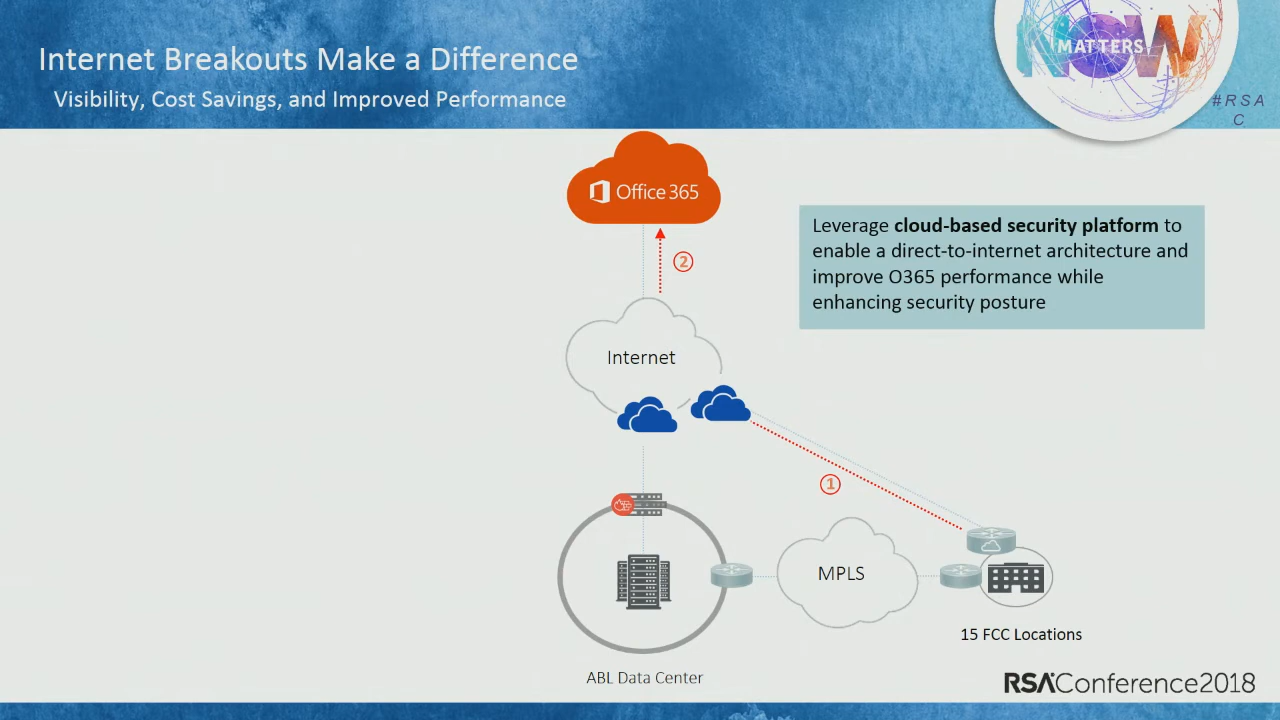 Internet Breakouts Make a Difference
Visibility, Cost Savings, and Improved Performance
NOW
MATTERS
#RSA
C
Office 365
②
Leverage cloud-based security platform to
enable a direct-to-internet architecture and
improve O365 performance while
enhancing security posture
Internet
①
MPLS
15 FCC Locations
ABL Data Center
RSAConference2018